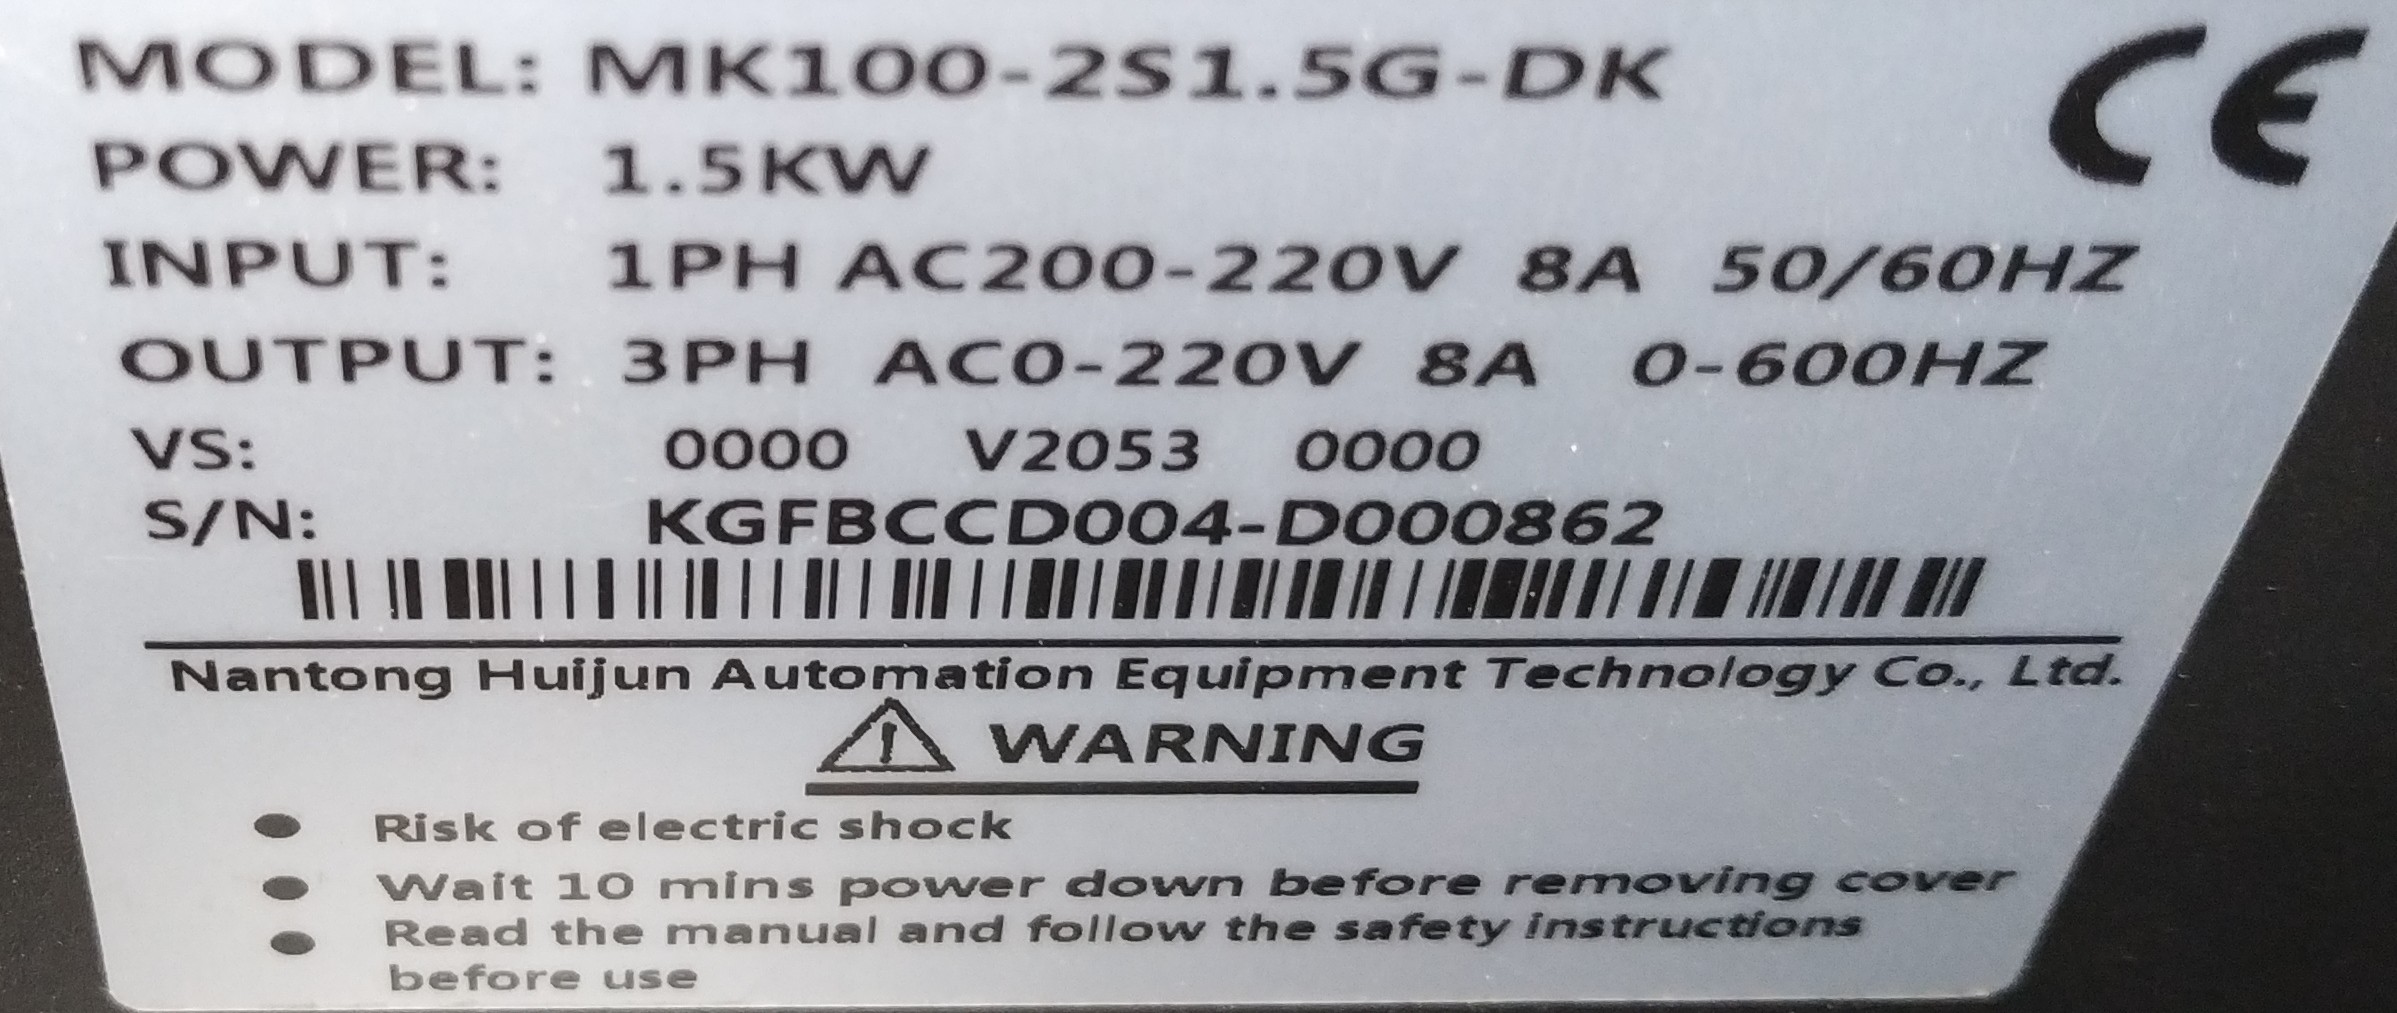 MODEL: MK100-2S1.5G-DK
CE
POWER: 1.5KW
INPUT: 1PH AC200-220V 8A 50/60HZ
OUTPUT: 3PH AC0-220V 8A 0-600HZ
VS: 0000 V2053 0000
S/N: KGFBCCD004-D000862
Nantong Huijun Automation Equipment Technology Co., Ltd.
! WARNING
● Risk of electric shock
● Wait 10 mins power down before removing cover
● Read the manual and follow the safety instructions
before use